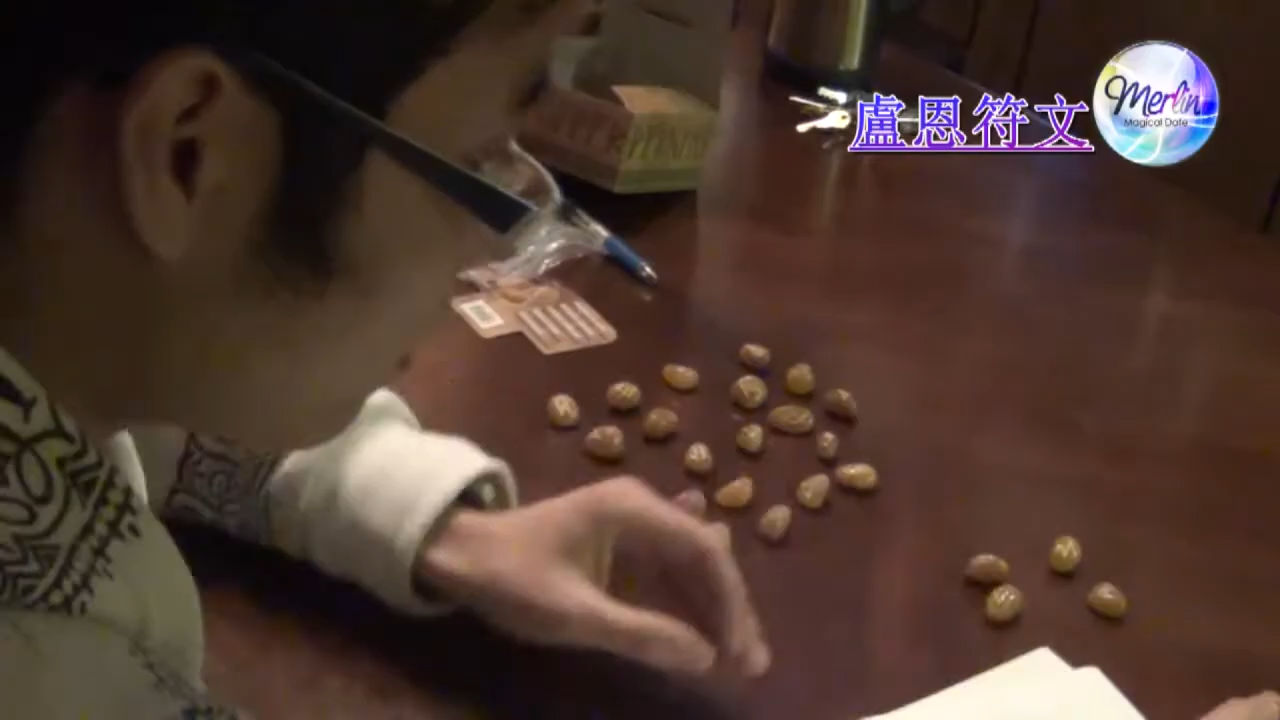 盧恩符文
Merlin
Magical Date